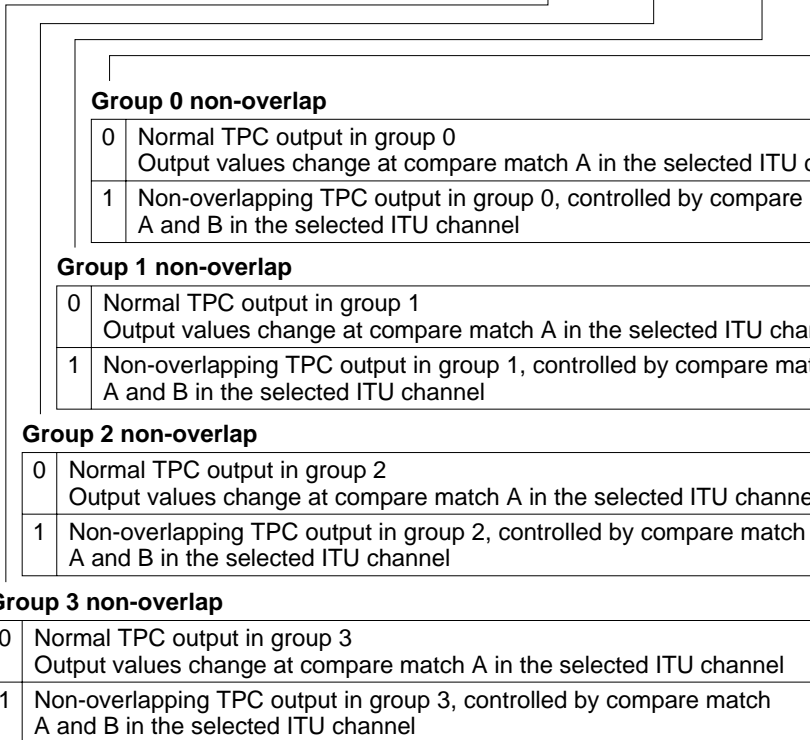 Group 0 non-overlap
0 Normal TPC output in group 0
Output values change at compare match A in the selected ITU
1 Non-overlapping TPC output in group 0, controlled by compare
A and B in the selected ITU channel
Group 1 non-overlap
0 Normal TPC output in group 1
Output values change at compare match A in the selected ITU
1 Non-overlapping TPC output in group 1, controlled by compare
A and B in the selected ITU channel
Group 2 non-overlap
0 Normal TPC output in group 2
Output values change at compare match A in the selected ITU
1 Non-overlapping TPC output in group 2, controlled by compare match
A and B in the selected ITU channel
Group 3 non-overlap
0 Normal TPC output in group 3
Output values change at compare match A in the selected ITU channel
1 Non-overlapping TPC output in group 3, controlled by compare match
A and B in the selected ITU channel